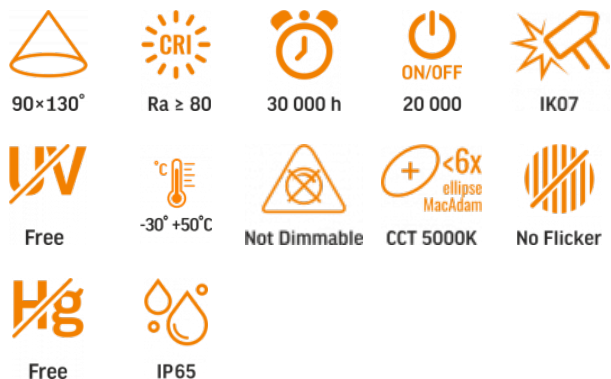 CRI
ON/OFF
90×130° Ra ≥ 80 30 000 h 20 000 IK07
UV °C <6x
ellipse
MacAdam
Free -30° +50°C Not Dimmable CCT 5000K No Flicker
Hg
Free IP65